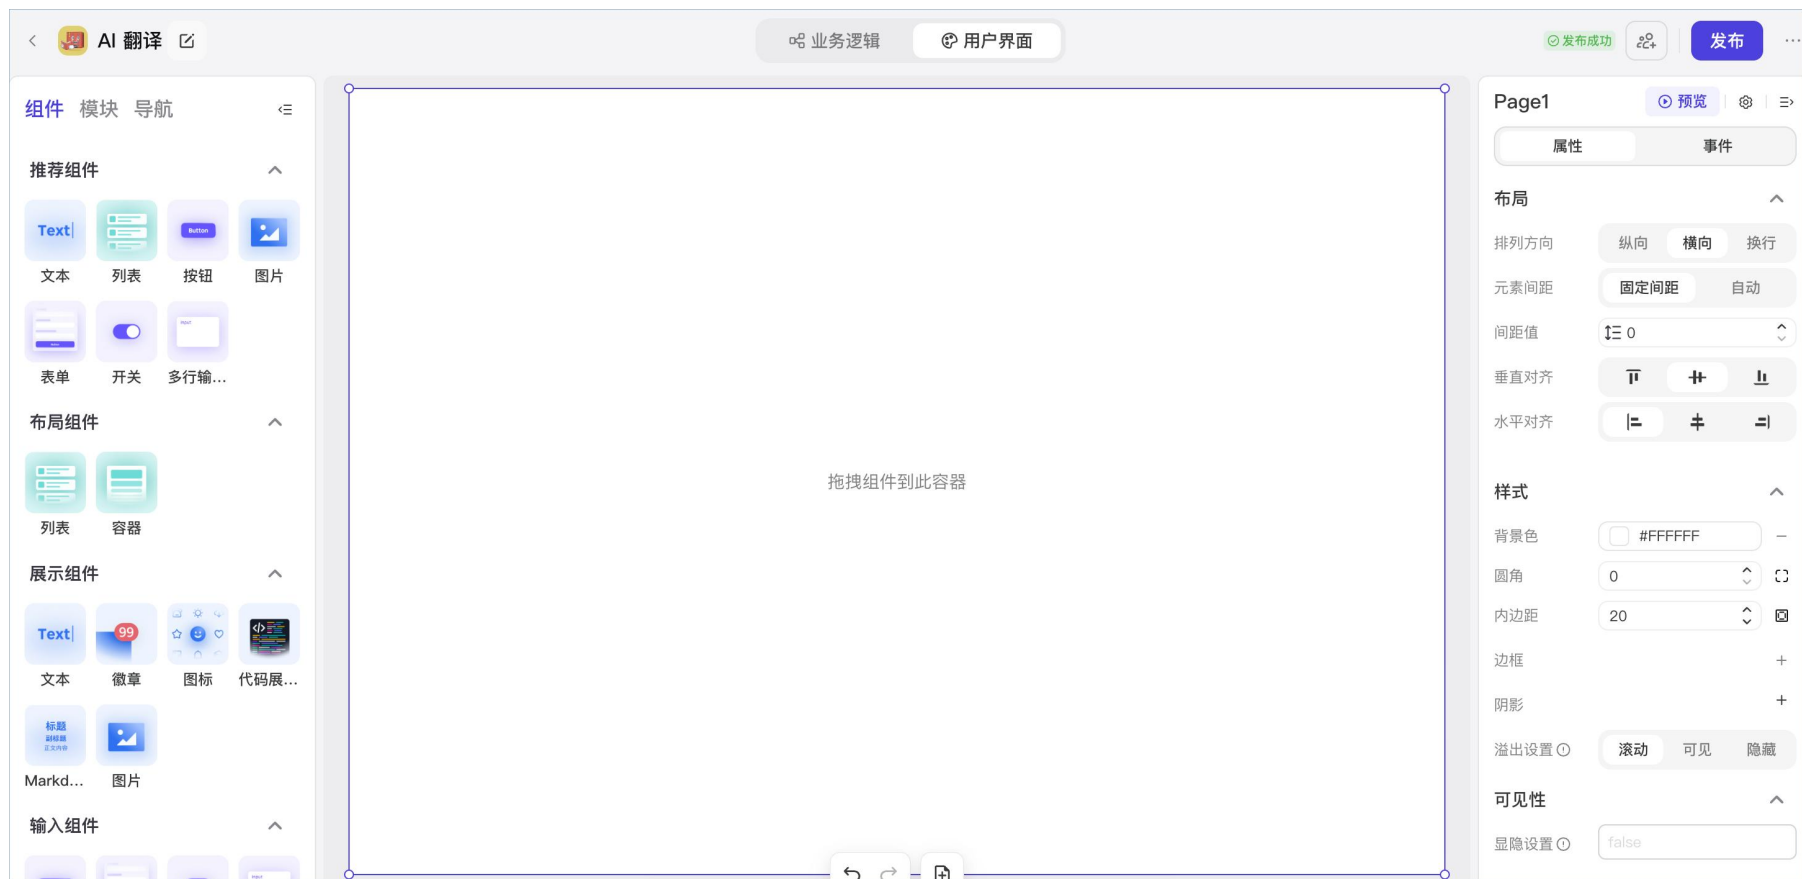 AI 翻译
业务逻辑
用户界面
发布成功
发布
组件 模块 导航
推荐组件
Text
Button
文本 列表 按钮 图片
Input
表单 开关 多行输...
布局组件
列表 容器
展示组件
Text
99
</>
文本 徽章 图标 代码展...
标题
副标题
正文内容
Markd... 图片
输入组件
拖拽组件到此容器
Page1
预览
属性 事件
布局
排列方向 纵向 横向 换行
元素间距 固定间距 自动
间距值 0
垂直对齐
水平对齐
样式
背景色 #FFFFFF
圆角 0
内边距 20
边框
阴影
溢出设置 滚动 可见 隐藏
可见性
显隐设置 false